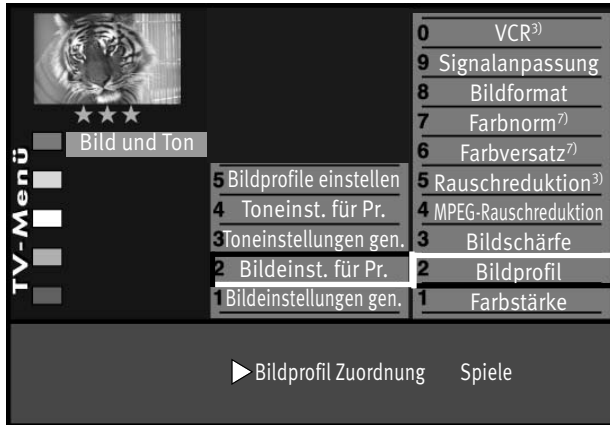 TV-Menü
Bild und Ton
5 Bildprofile einstellen
4 Toneinst. für Pr.
3 Toneinstellungen gen.
2 Bildeinst. für Pr.
1 Bildeinstellungen gen.
0 VCR3)
9 Signalanpassung
8 Bildformat
7 Farbnorm7)
6 Farbversatz7)
5 Rauschreduktion3)
4 MPEG-Rauschreduktion
3 Bildschärfe
2 Bildprofil
1 Farbstärke
Bildprofil Zuordnung Spiele